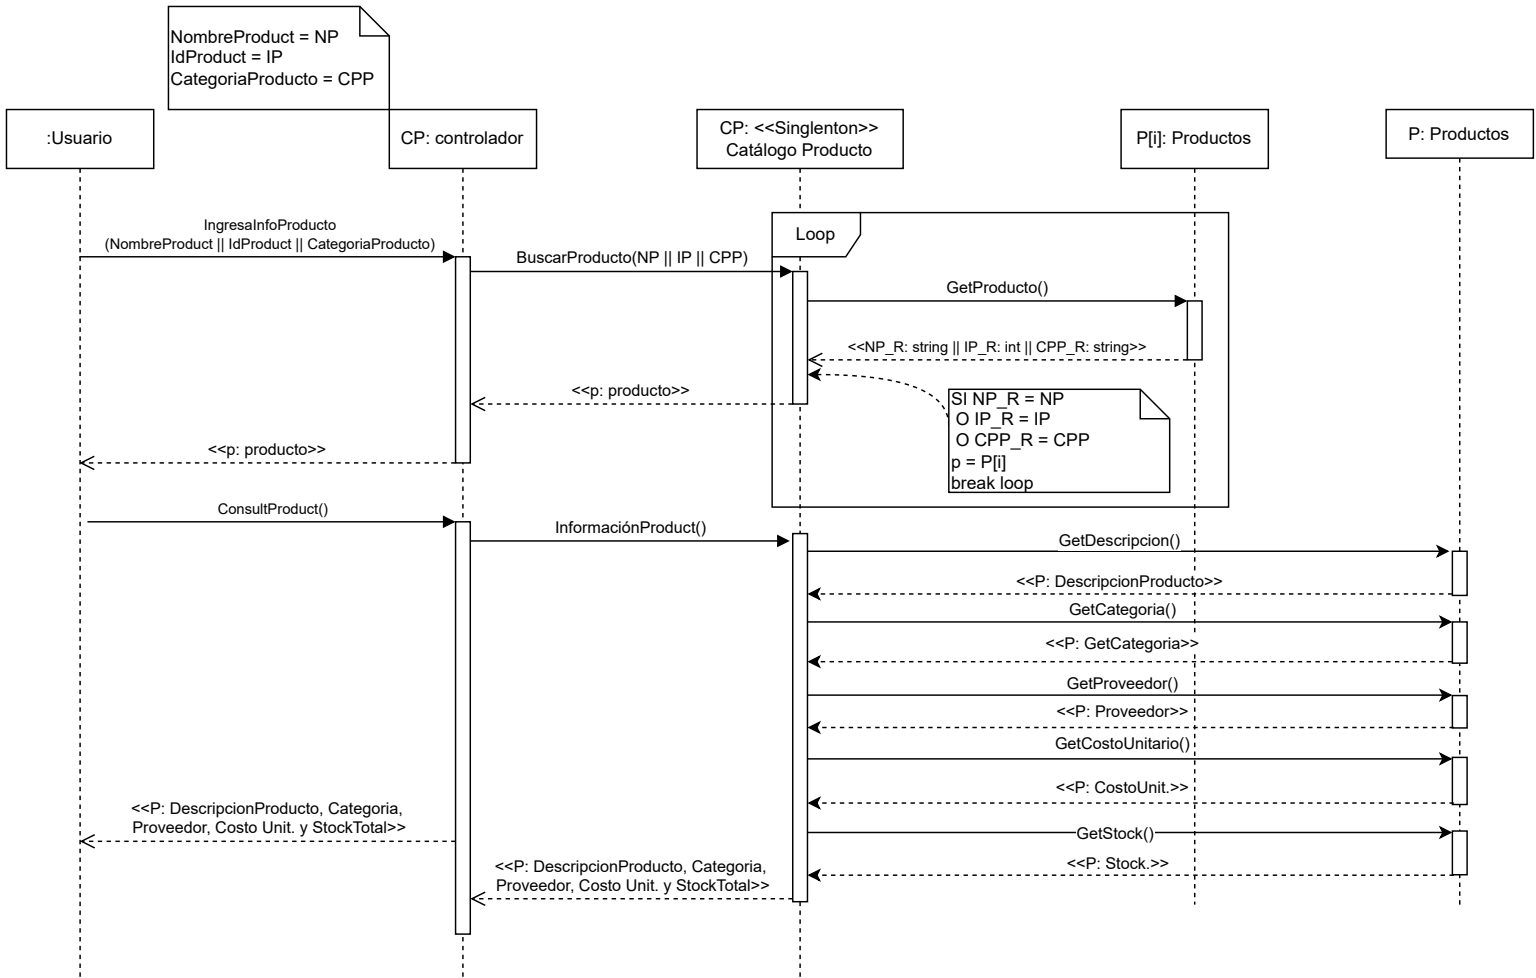 NombreProduct = NP
IdProduct = IP
CategoriaProducto = CPP
:Usuario
CP: controlador
CP: <<Singlenton>>
Catálogo Producto
P[i]: Productos
P: Productos
IngresaInfoProducto
(NombreProduct || IdProduct || CategoriaProducto)
Loop
BuscarProducto(NP || IP || CPP)
GetProducto()
<<NP_R: string || IP_R: int || CPP_R: string>>
<<p: producto>>
SI NP_R = NP
O IP_R = IP
O CPP_R = CPP
p = P[i]
break loop
<<p: producto>>
ConsultProduct()
InformaciónProduct()
GetDescripcion()
<<P: DescripcionProducto>>
GetCategoria()
<<P: GetCategoria>>
GetProveedor()
<<P: Proveedor>>
GetCostoUnitario()
<<P: CostoUnit.>>
<<P: DescripcionProducto, Categoria,
Proveedor, Costo Unit. y StockTotal>>
GetStock()
<<P: Stock.>>
<<P: DescripcionProducto, Categoria,
Proveedor, Costo Unit. y StockTotal>>